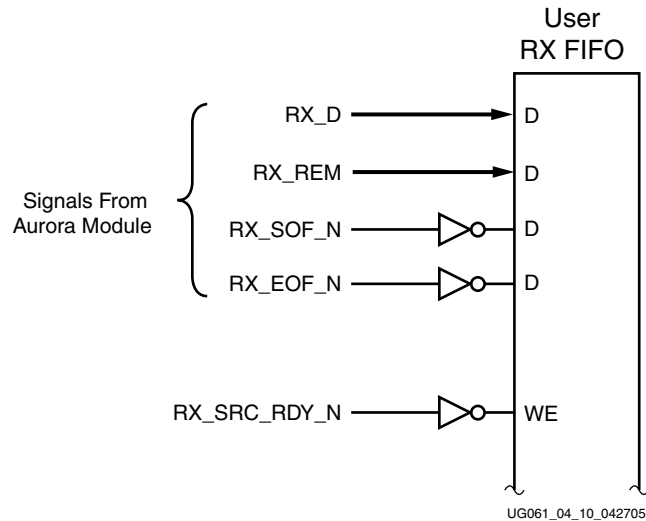 User
RX FIFO
RX_D
D
RX_REM
D
Signals From
Aurora Module
RX_SOF_N
D
RX_EOF_N
D
RX_SRC_RDY_N
WE
UG061_04_10_042705